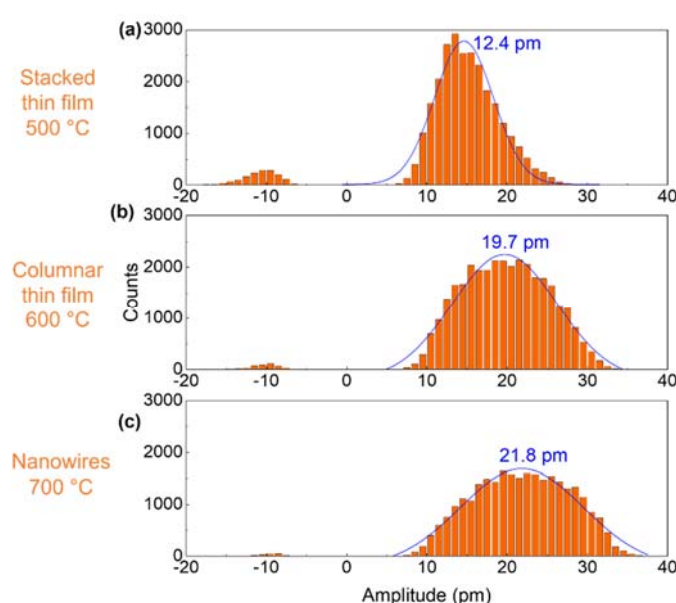 (a)
Stacked
thin film
500 °C
12.4 pm
3000
2000
1000
0
-20 -10 0 10 20 30 40
(b)
Columnar
thin film
600 °C
Counts
19.7 pm
3000
2000
1000
0
-20 -10 0 10 20 30 40
(c)
Nanowires
700 °C
21.8 pm
3000
2000
1000
0
-20 -10 0 10 20 30 40
Amplitude (pm)